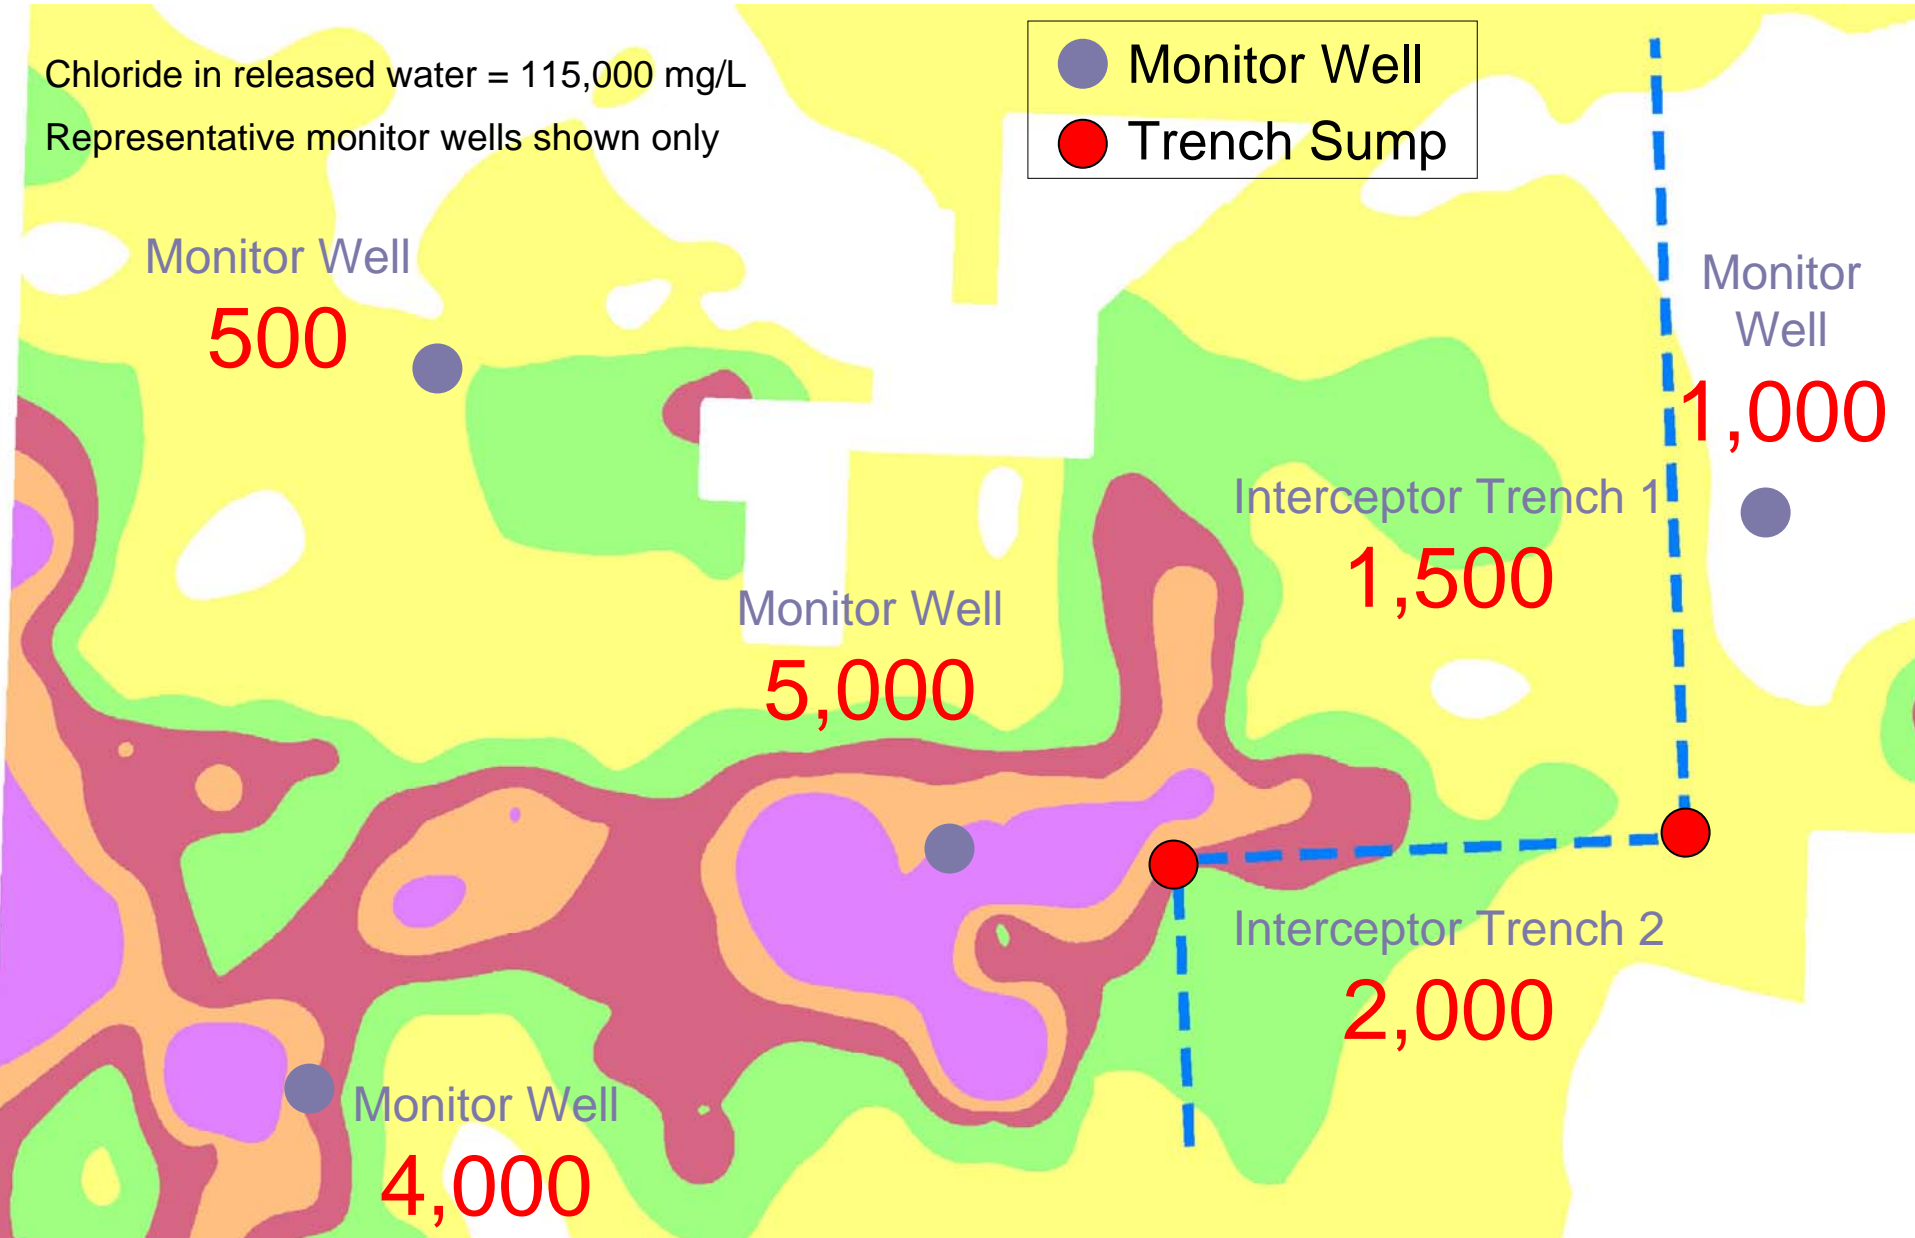 Chloride in released water = 115,000 mg/L
Representative monitor wells shown only
Monitor Well
Trench Sump
Monitor Well
500
Monitor
Well
1,000
Interceptor Trench 1
1,500
Monitor Well
5,000
Interceptor Trench 2
2,000
Monitor Well
4,000